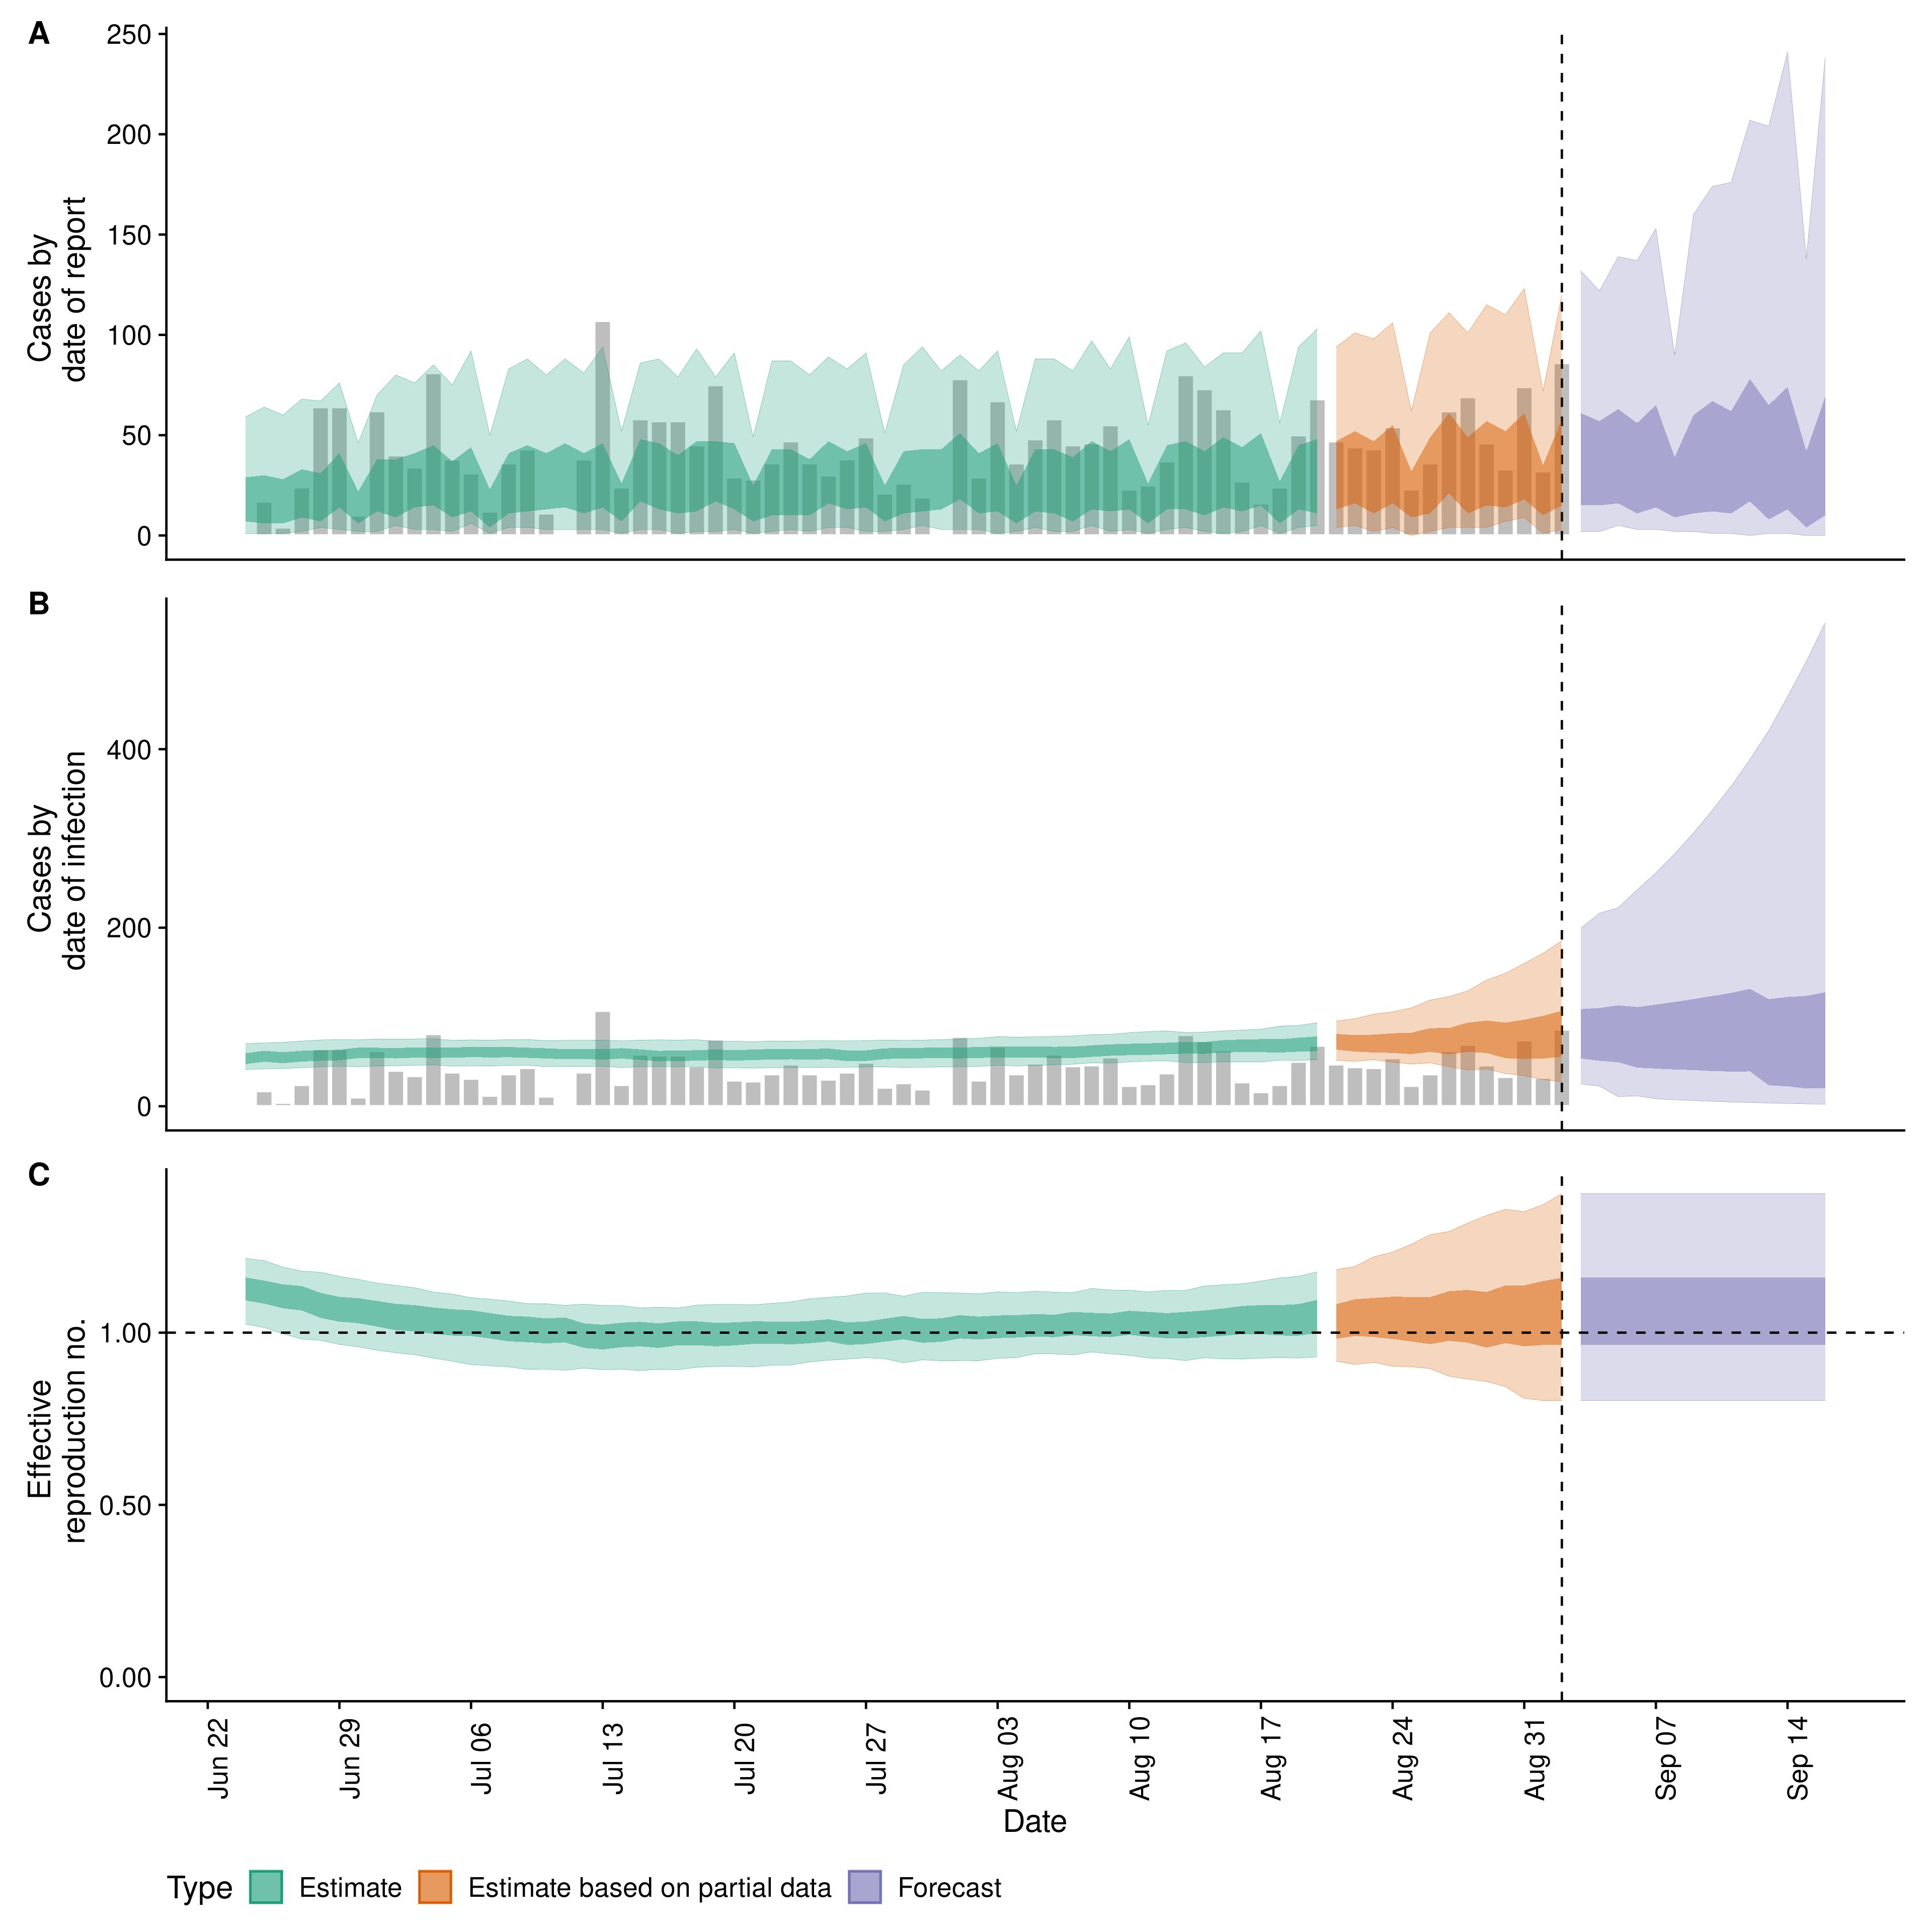 A
250
200
150
100
50
0
Cases by
date of report
B
400
200
0
Cases by
date of infection
C
1.00
0.50
0.00
Effective
reproduction no.
Jun 22
Jun 29
Jul 06
Jul 13
Jul 20
Jul 27
Aug 03
Aug 10
Aug 17
Aug 24
Aug 31
Sep 07
Sep 14
Date
Type Estimate Estimate based on partial data Forecast